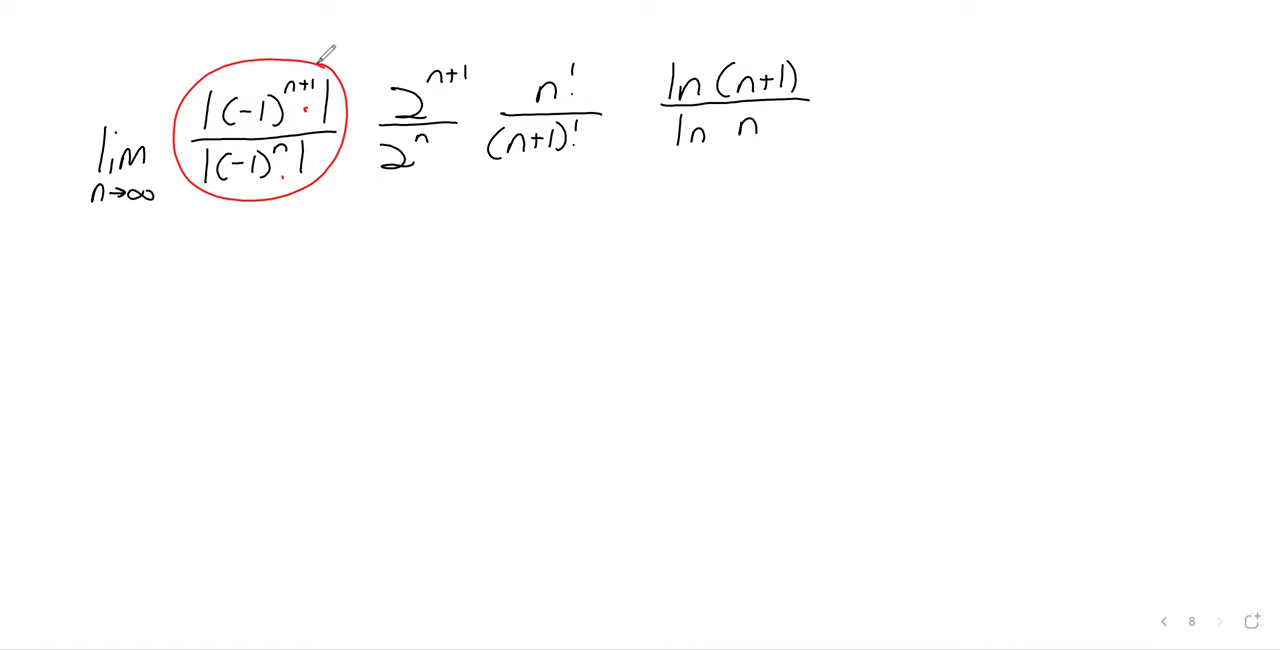 lim n→∞ |(-1)^{n+1}·| / |(-1)^{n}·| 2^{n+1} / 2^{n} n! / (n+1)! ln (n+1) / ln n
8